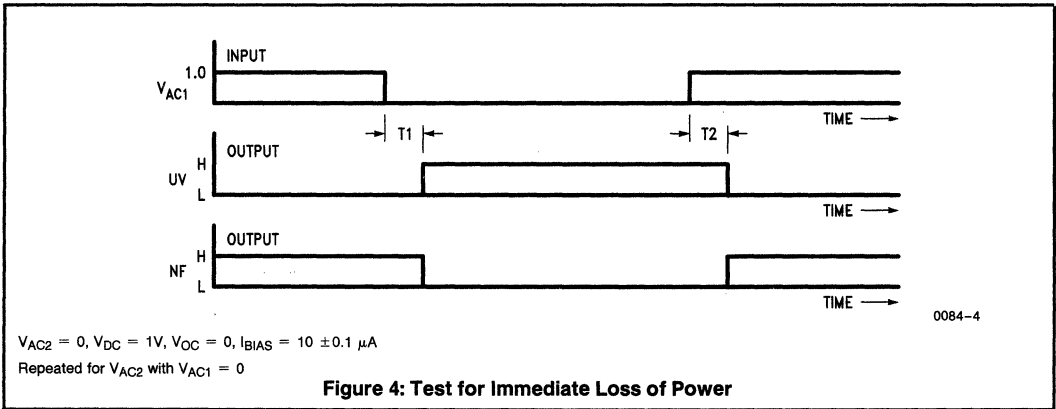 INPUT
1.0
VAC1
TIME
T1
T2
OUTPUT
H
UV
L
TIME
OUTPUT
H
NF
L
TIME
0084-4
VAC2 = 0, VDC = 1V, VOC = 0, IBIAS = 10 ±0.1 μA
Repeated for VAC2 with VAC1 = 0
Figure 4: Test for Immediate Loss of Power